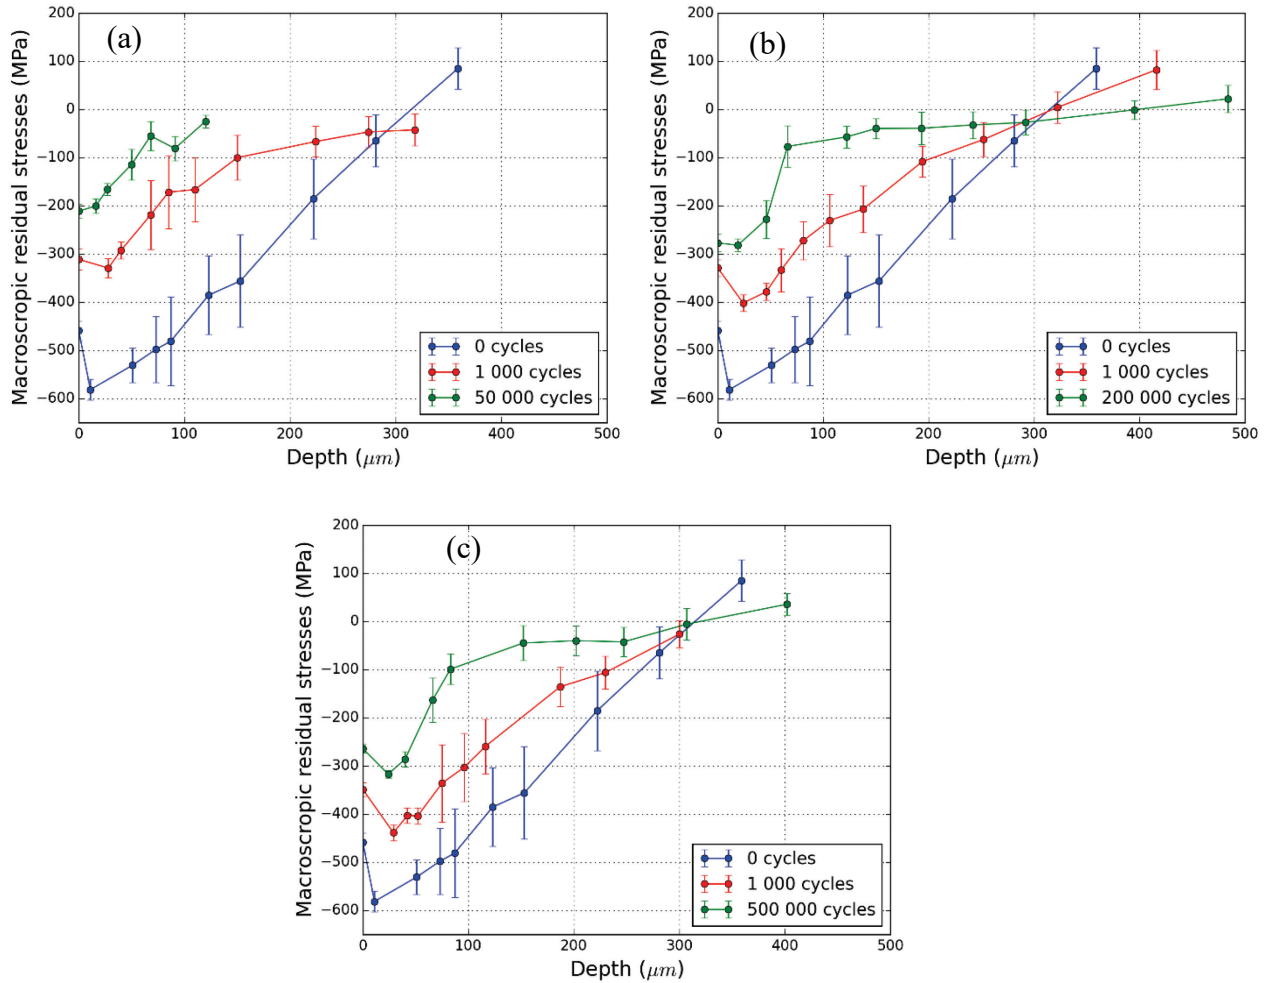 (a)
Macroscropic residual stresses (MPa)
200
100
0
−100
−200
−300
−400
−500
−600
0 100 200 300 400 500
Depth (μm)
0 cycles
1 000 cycles
50 000 cycles
(b)
Macroscropic residual stresses (MPa)
200
100
0
−100
−200
−300
−400
−500
−600
0 100 200 300 400 500
Depth (μm)
0 cycles
1 000 cycles
200 000 cycles
(c)
Macroscropic residual stresses (MPa)
200
100
0
−100
−200
−300
−400
−500
−600
0 100 200 300 400 500
Depth (μm)
0 cycles
1 000 cycles
500 000 cycles